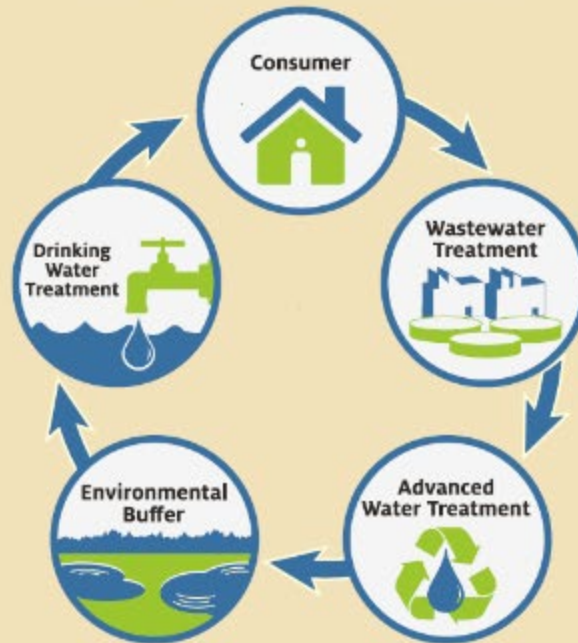 Consumer
Wastewater
Treatment
Advanced
Water Treatment
Environmental
Buffer
Drinking
Water
Treatment